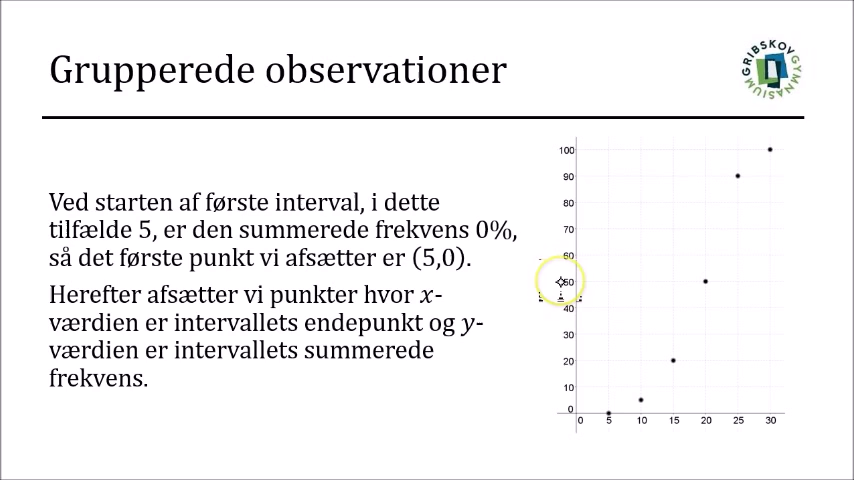 Grupperede observationer
GRIBSKOV GYMNASIUM
Ved starten af første interval, i dette
tilfælde 5, er den summerede frekvens 0%,
så det første punkt vi afsætter er (5,0).
Herefter afsætter vi punkter hvor x-
værdien er intervallets endepunkt og y-
værdien er intervallets summerede
frekvens.
100
90
80
70
60
50
40
30
20
10
0
0 5 10 15 20 25 30